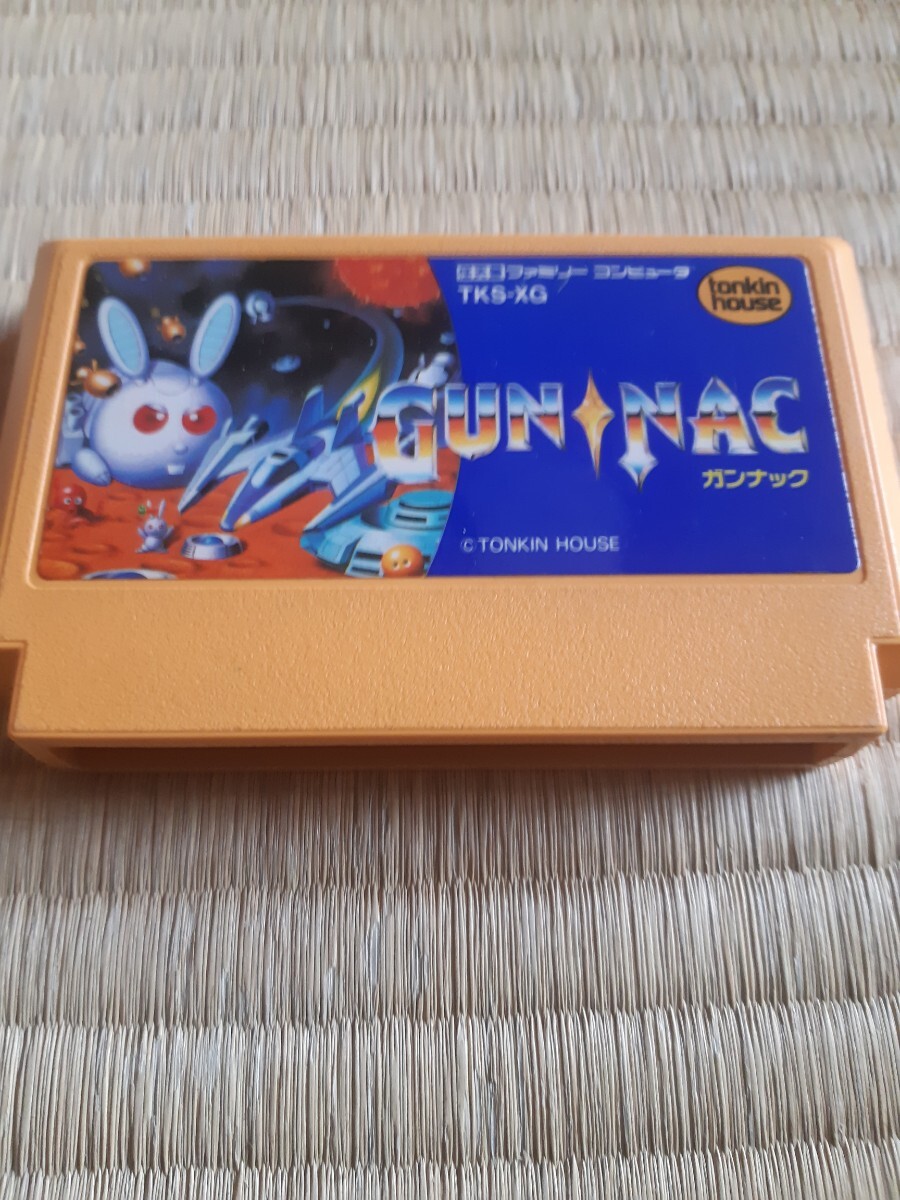 ファミリー コンピュータ
TKS-XG
tonkin
house
GUN NAC
ガンナック
© TONKIN HOUSE